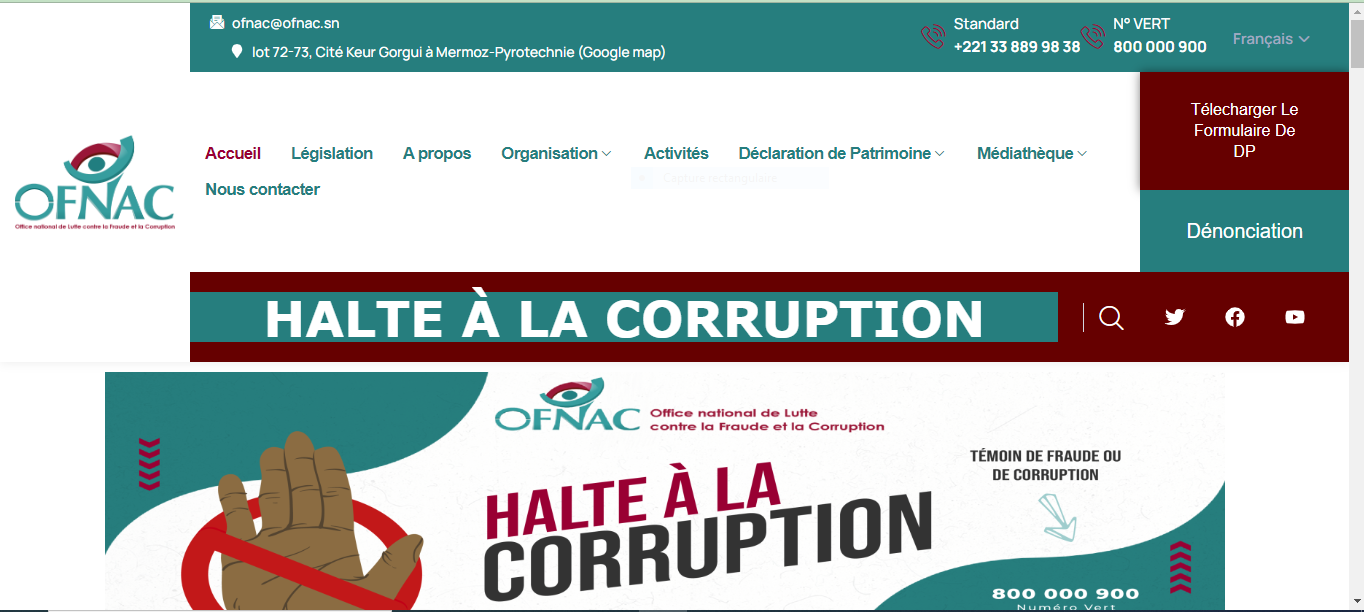 ofnac@ofnac.sn
lot 72-73, Cité Keur Gorgui à Mermoz-Pyrotechnie (Google map)
Standard
+221 33 889 98 38
N° VERT
800 000 900
Français
OFNAC
Office national de Lutte contre la Fraude et la Corruption
Accueil Législation A propos Organisation Activités Déclaration de Patrimoine Médiathèque
Nous contacter
Capture rectangulaire
Télecharger Le
Formulaire De
DP
Dénonciation
HALTE À LA CORRUPTION
OFNAC
Office national de Lutte
contre la Fraude et la Corruption
HALTE À LA
CORRUPTION
TÉMOIN DE FRAUDE OU
DE CORRUPTION
800 000 900
Numéro Vert